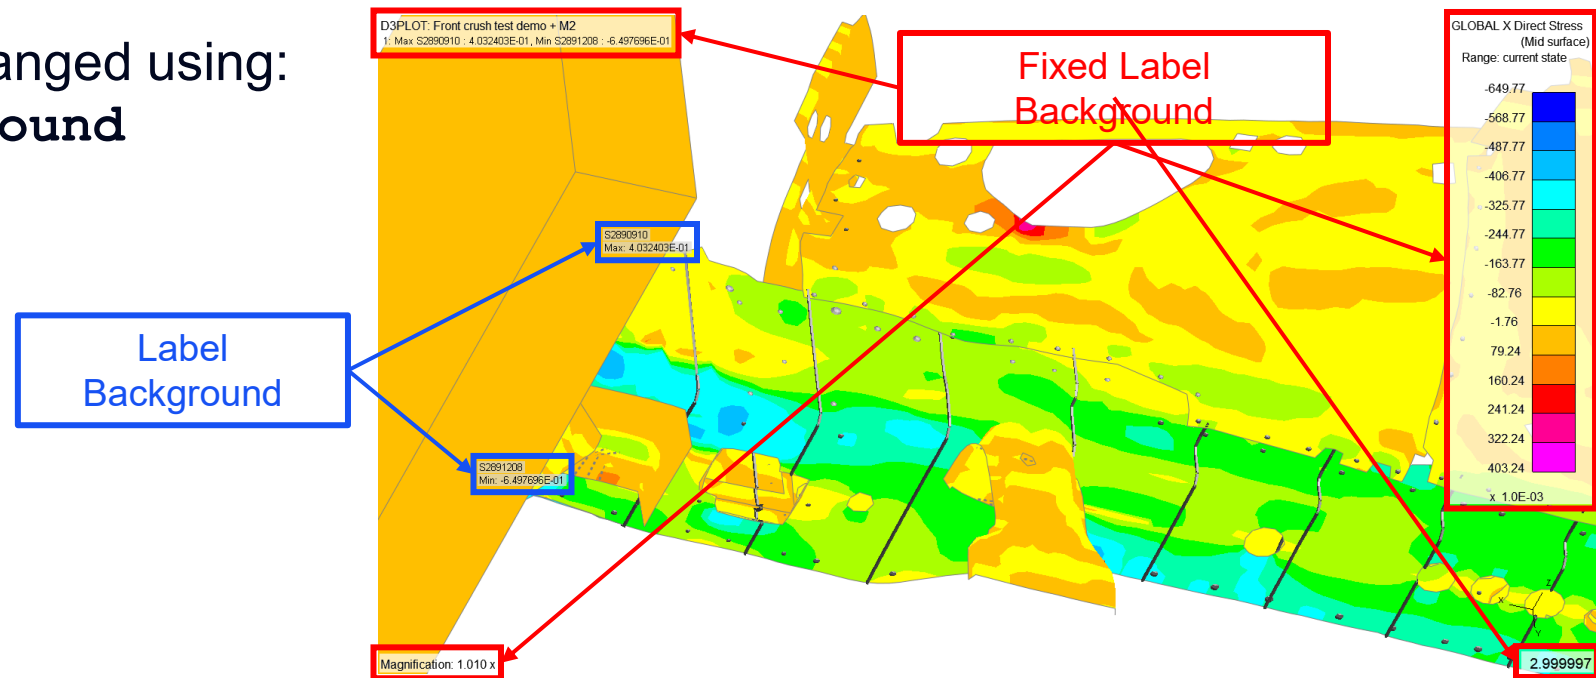 anged using:
ound
D3PLOT: Front crush test demo + M2
1: Max S2890910 : 4.032403E-01, Min S2891208 : -6.497696E-01
Fixed Label
Background
GLOBAL X Direct Stress
(Mid surface)
Range: current state
-649.77
-568.77
-487.77
-406.77
-325.77
-244.77
-163.77
-82.76
-1.76
79.24
160.24
241.24
322.24
403.24
x 1.0E-03
S2890910
Max: 4.032403E-01
Label
Background
S2891208
Min: -6.497696E-01
Z
X
Y
Magnification: 1.010 x
2.999997